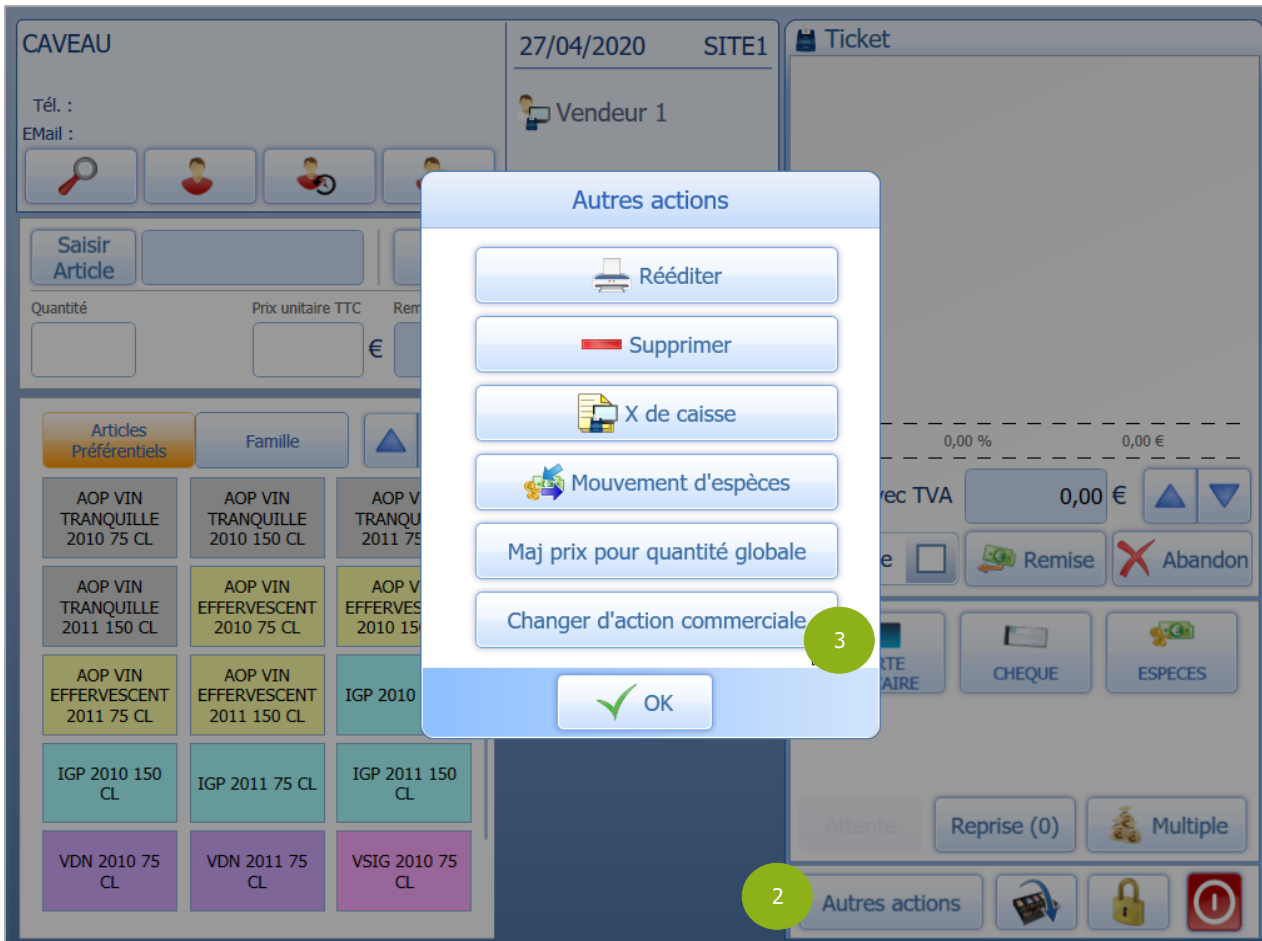 CAVEAU
Tél. :
EMail :
27/04/2020 SITE1
Vendeur 1
Ticket
Saisir
Article
Quantité
Prix unitaire TTC
€
Articles
Préférentiels
Famille
AOP VIN
TRANQUILLE
2010 75 CL
AOP VIN
TRANQUILLE
2010 150 CL
AOP VIN
TRANQUILLE
2011 150 CL
AOP VIN
EFFERVESCENT
2010 75 CL
AOP VIN
EFFERVESCENT
2011 75 CL
AOP VIN
EFFERVESCENT
2011 150 CL
IGP 2010
IGP 2010 150
CL
IGP 2011 75 CL
IGP 2011 150
CL
VDN 2010 75
CL
VDN 2011 75
CL
VSIG 2010 75
CL
Autres actions
Rééditer
Supprimer
X de caisse
Mouvement d'espèces
Maj prix pour quantité globale
Changer d'action commerciale
3
OK
0,00 % 0,00 €
TVA 0,00 €
Remise
Abandon
CHEQUE
ESPECES
Attente
Reprise (0)
Multiple
2
Autres actions